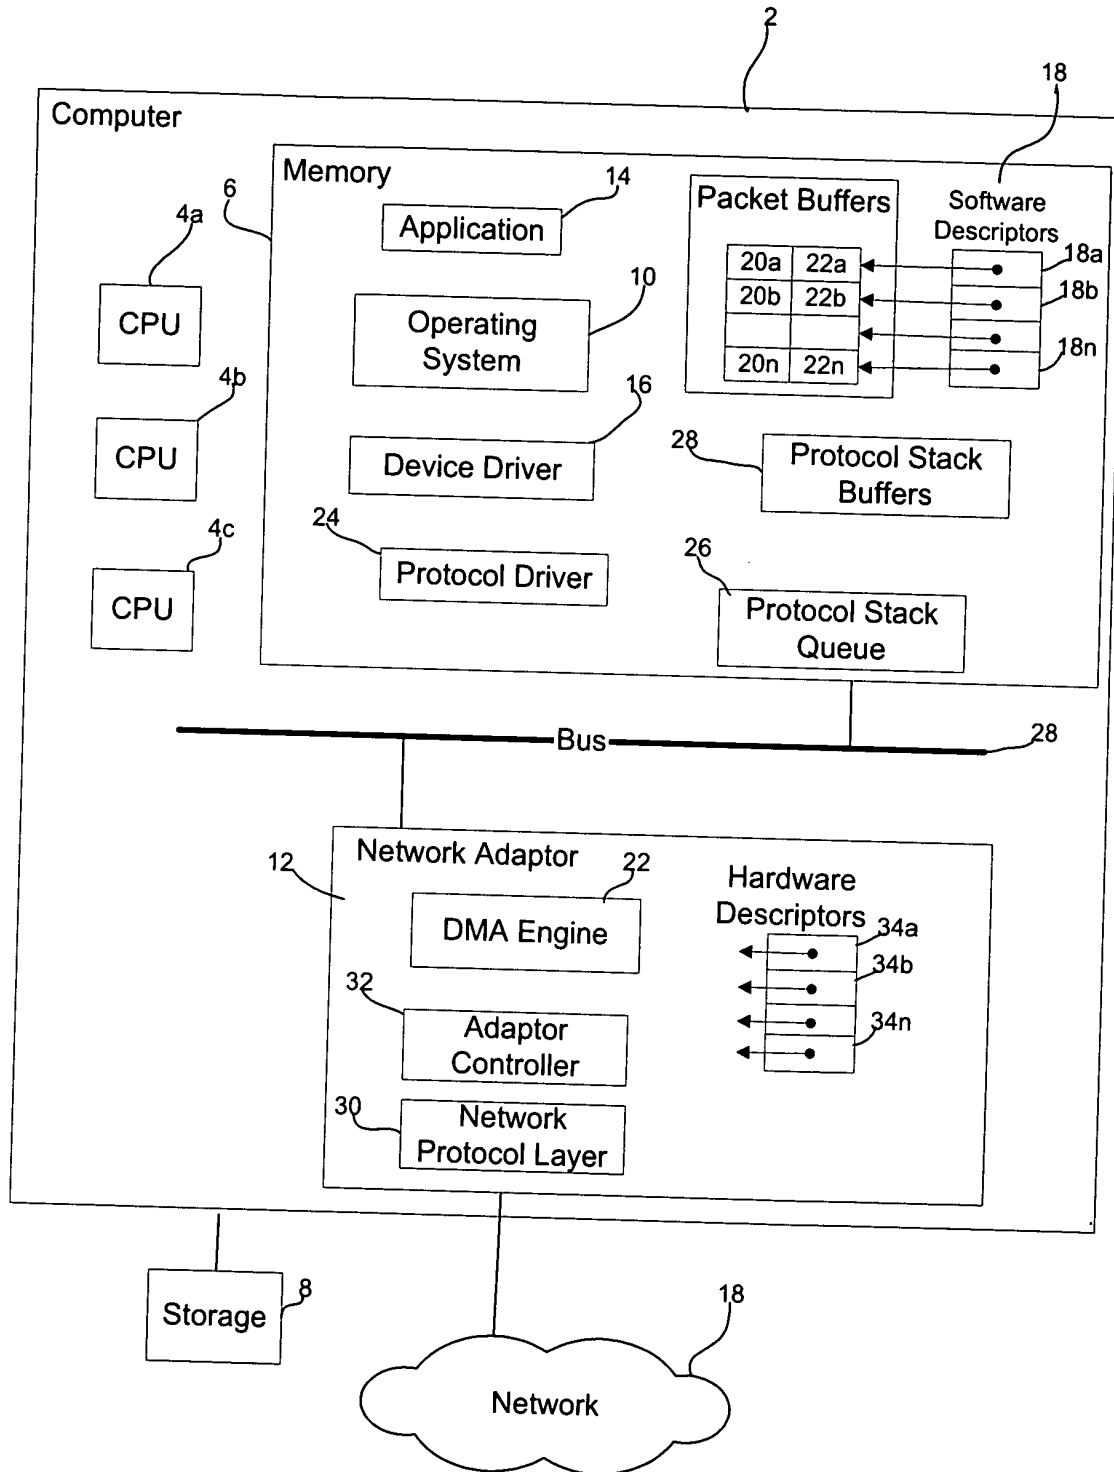 2
18
Computer
Memory
6
14
Application
Packet Buffers
Software
Descriptors
4a
CPU
20a 22a
18a
20b 22b
18b
20n 22n
18n
10
Operating
System
4b
CPU
16
Device Driver
28
Protocol Stack
Buffers
4c
CPU
24
Protocol Driver
26
Protocol Stack
Queue
Bus
28
Network Adaptor
12
22
DMA Engine
Hardware
Descriptors
34a
34b
34n
32
Adaptor
Controller
30
Network
Protocol Layer
Storage
8
18
Network